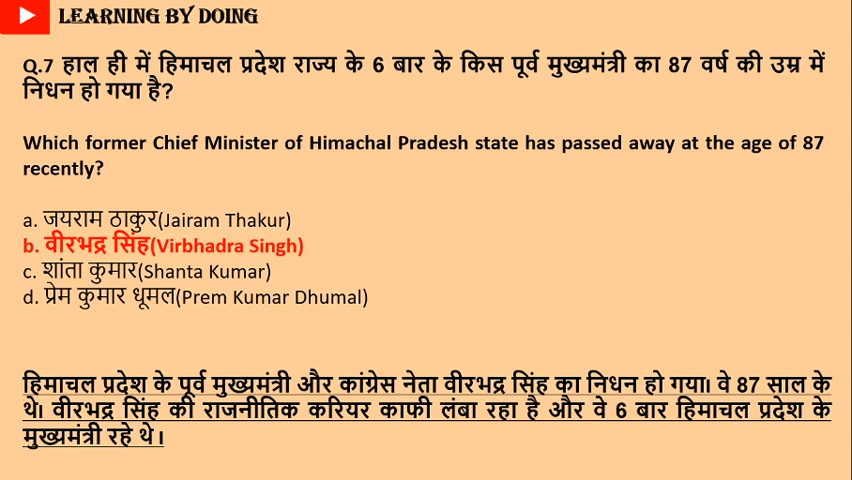 LEARNING BY DOING
Q.7 हाल ही में हिमाचल प्रदेश राज्य के 6 बार के किस पूर्व मुख्यमंत्री का 87 वर्ष की उम्र में
निधन हो गया है?
Which former Chief Minister of Himachal Pradesh state has passed away at the age of 87
recently?
a. जयराम ठाकुर(Jairam Thakur)
b. वीरभद्र सिंह(Virbhadra Singh)
c. शांता कुमार(Shanta Kumar)
d. प्रेम कुमार धूमल(Prem Kumar Dhumal)
हिमाचल प्रदेश के पूर्व मुख्यमंत्री और कांग्रेस नेता वीरभद्र सिंह का निधन हो गया। वे 87 साल के
थे। वीरभद्र सिंह की राजनीतिक करियर काफी लंबा रहा है और वे 6 बार हिमाचल प्रदेश के
मुख्यमंत्री रहे थे।